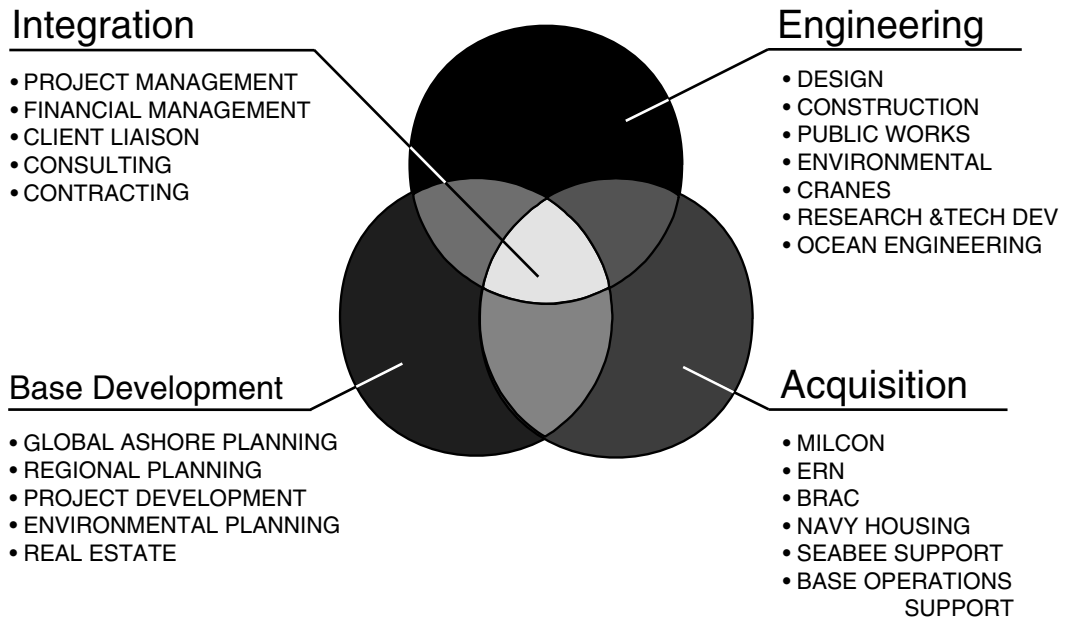 Integration
• PROJECT MANAGEMENT
• FINANCIAL MANAGEMENT
• CLIENT LIAISON
• CONSULTING
• CONTRACTING
Engineering
• DESIGN
• CONSTRUCTION
• PUBLIC WORKS
• ENVIRONMENTAL
• CRANES
• RESEARCH &TECH DEV
• OCEAN ENGINEERING
Base Development
• GLOBAL ASHORE PLANNING
• REGIONAL PLANNING
• PROJECT DEVELOPMENT
• ENVIRONMENTAL PLANNING
• REAL ESTATE
Acquisition
• MILCON
• ERN
• BRAC
• NAVY HOUSING
• SEABEE SUPPORT
• BASE OPERATIONS
SUPPORT